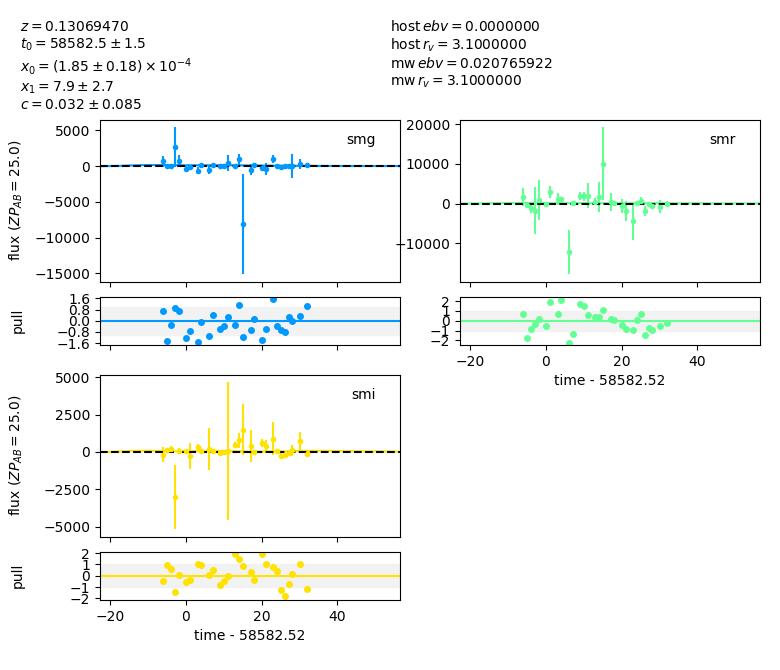 z = 0.13069470
t₀ = 58582.5 ± 1.5
x₀ = (1.85 ± 0.18) × 10⁻⁴
x₁ = 7.9 ± 2.7
c = 0.032 ± 0.085
host ebv = 0.0000000
host r_v = 3.1000000
mw ebv = 0.020765922
mw r_v = 3.1000000
smg
5000
0
−5000
−10000
−15000
flux (ZP_AB = 25.0)
smr
20000
10000
0
−10000
1.6
0.8
0.0
−0.8
−1.6
pull
2
1
0
−1
−2
−20
0
20
40
time - 58582.52
smi
5000
2500
0
−2500
−5000
flux (ZP_AB = 25.0)
2
1
0
−1
−2
pull
−20
0
20
40
time - 58582.52